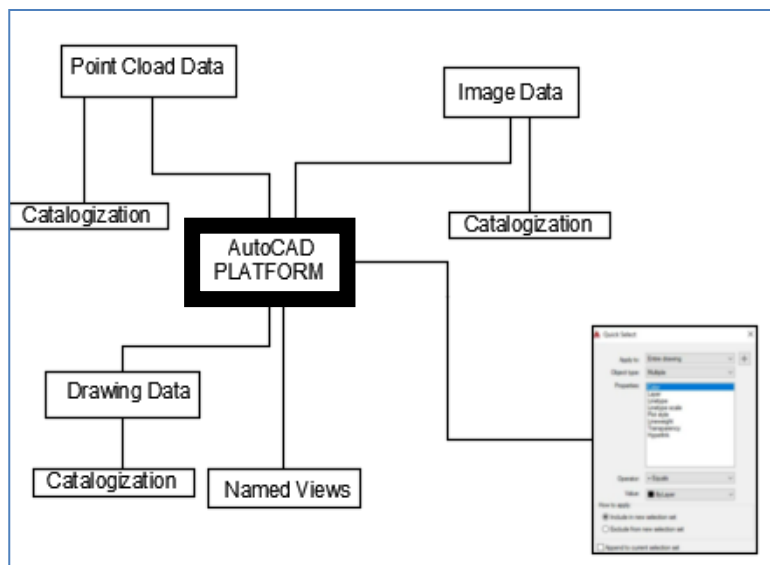 Point Cload Data
Image Data
Catalogization
Catalogization
AutoCAD
PLATFORM
Drawing Data
Catalogization
Named Views
Quick Select
Apply to: Entire drawing
Object type: Multiple
Properties:
Color
Layer
Linetype
Linetype scale
Plot style
Lineweight
Transparency
Hyperlink
Operator: = Equals
Value: ByLayer
How to apply
Include in new selection set
Exclude from new selection set
Append to current selection set